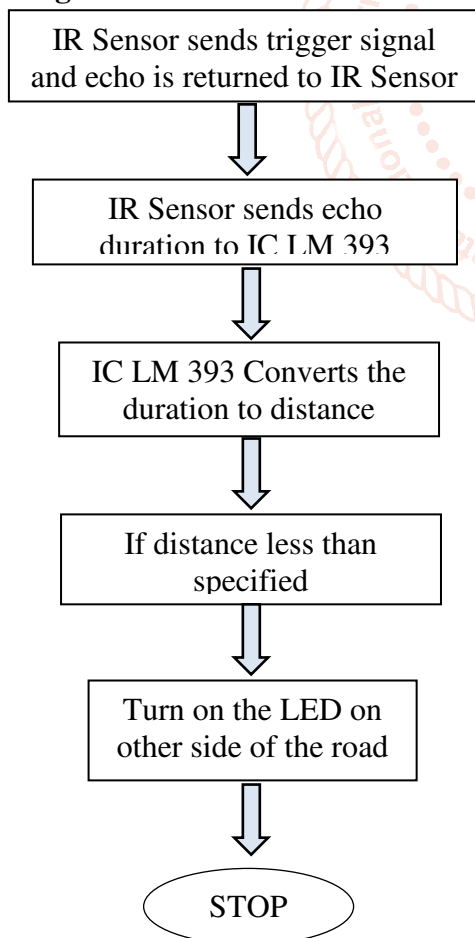 IR Sensor sends trigger signal
and echo is returned to IR Sensor
IR Sensor sends echo
duration to IC LM 393
IC LM 393 Converts the
duration to distance
If distance less than
specified
Turn on the LED on
other side of the road
STOP